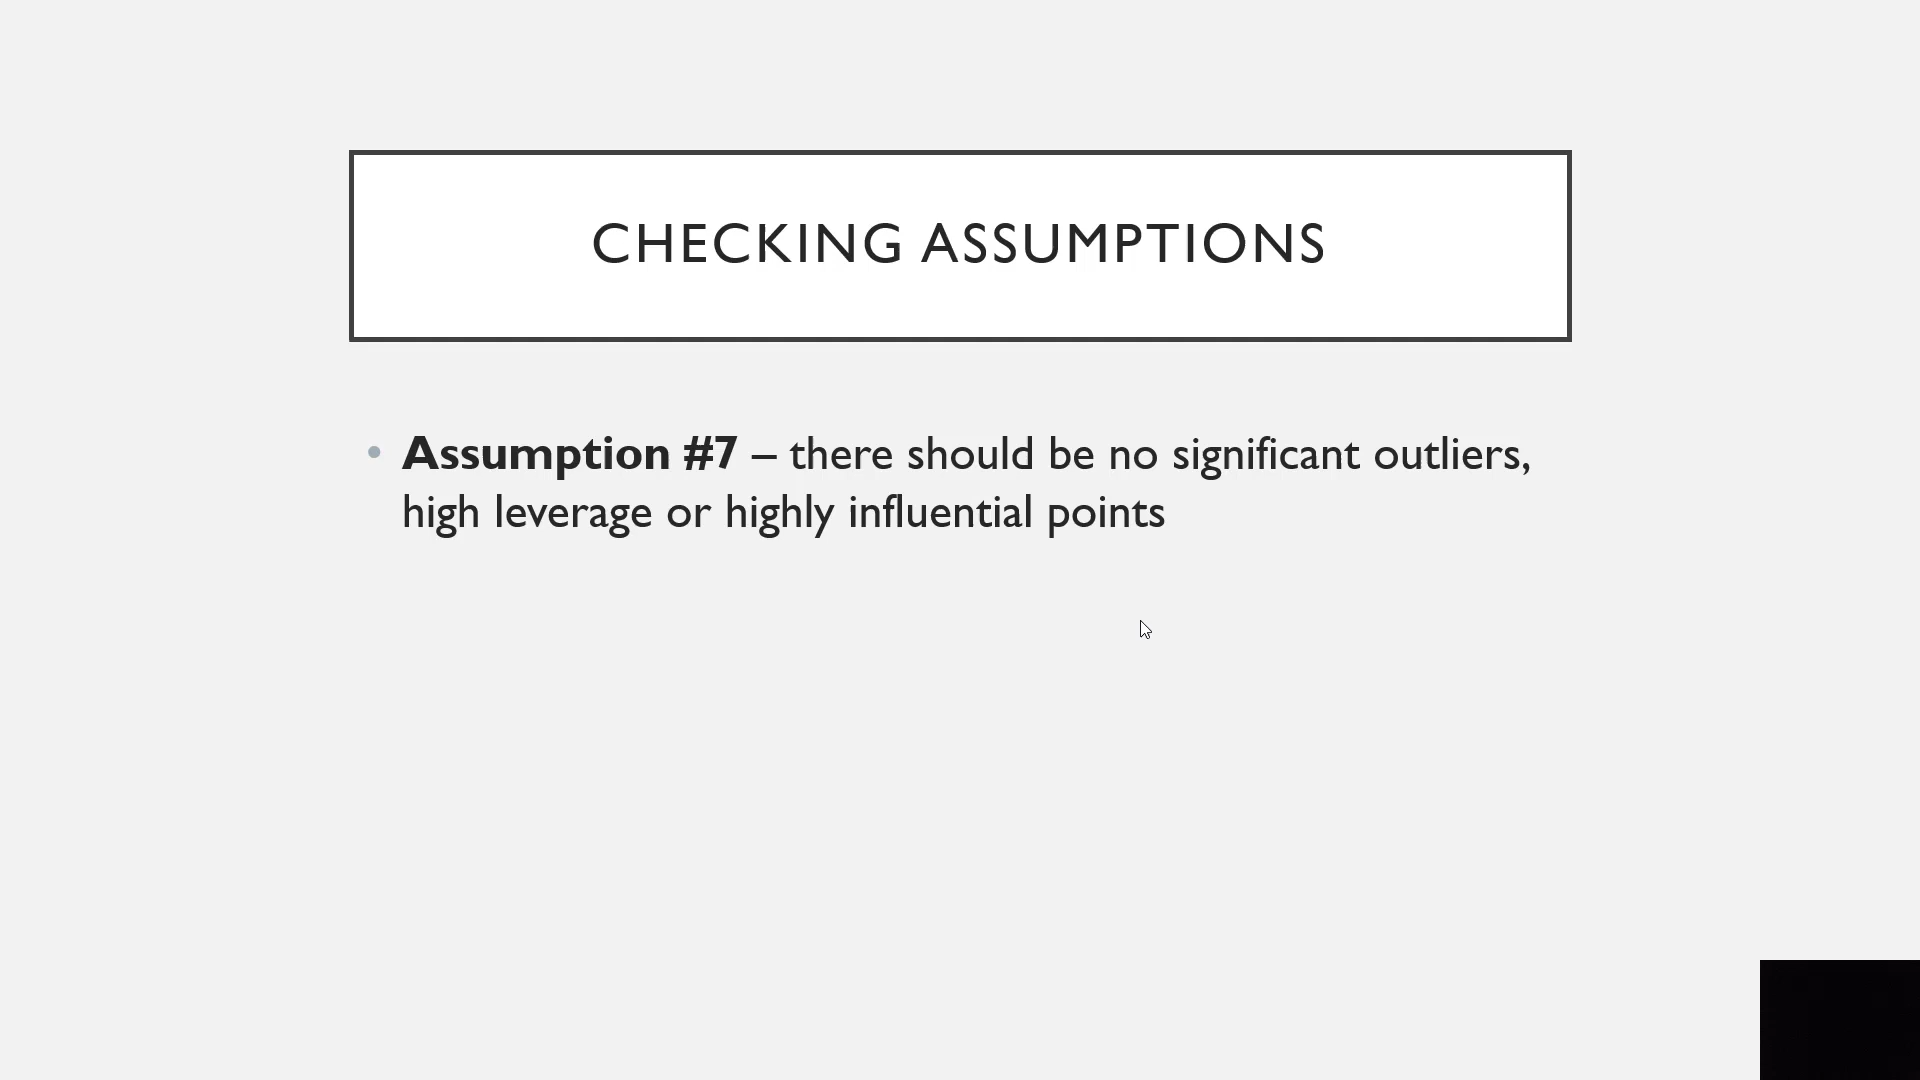 CHECKING ASSUMPTIONS
• Assumption #7 – there should be no significant outliers,
high leverage or highly influential points